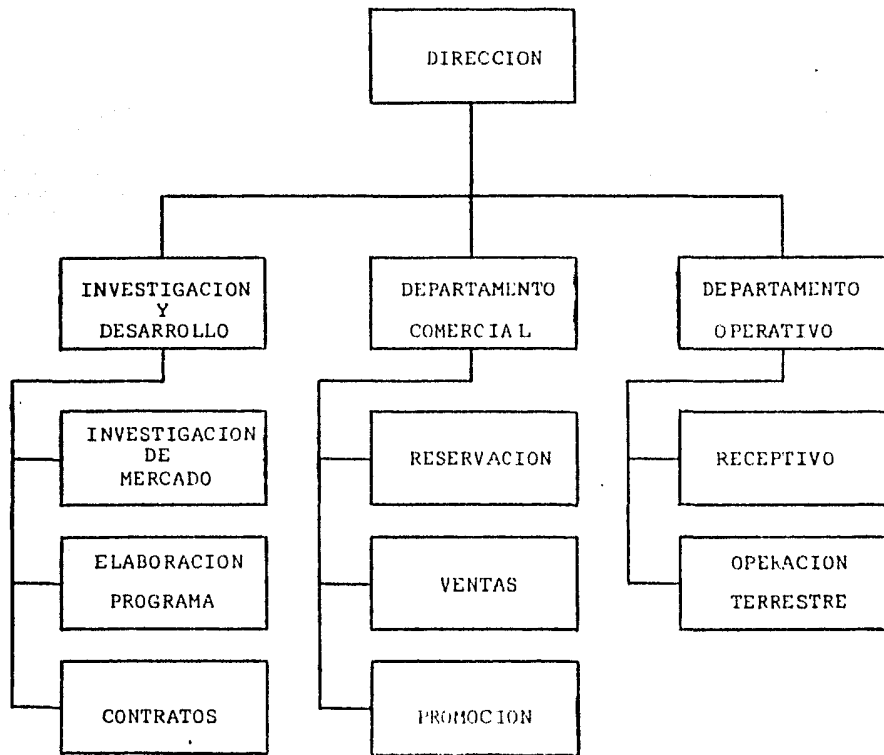 DIRECCION
INVESTIGACION
Y
DESARROLLO
DEPARTAMENTO
COMERCIAL
DEPARTAMENTO
OPERATIVO
INVESTIGACION
DE
MERCADO
RESERVACION
RECEPTIVO
ELABORACION
PROGRAMA
VENTAS
OPERACION
TERRESTRE
CONTRATOS
PROMOCION